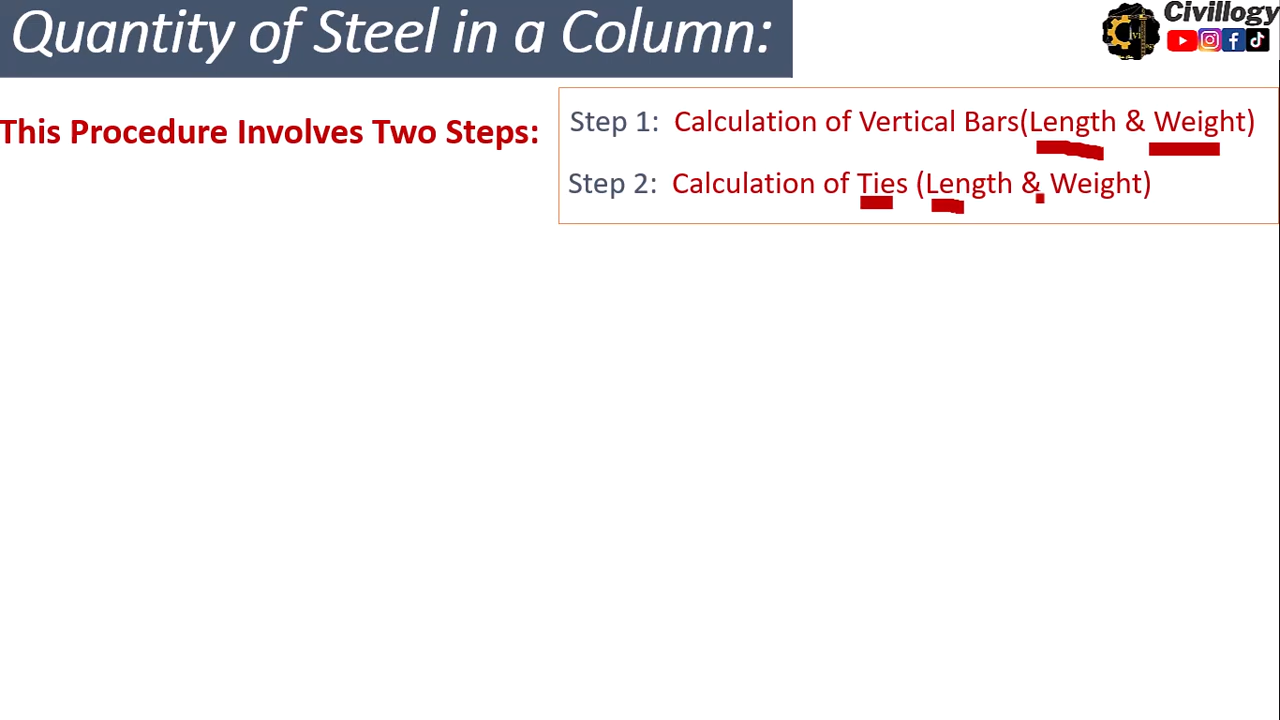 Quantity of Steel in a Column:
Civillogy
This Procedure Involves Two Steps:
Step 1: Calculation of Vertical Bars(Length & Weight)
Step 2: Calculation of Ties (Length & Weight)